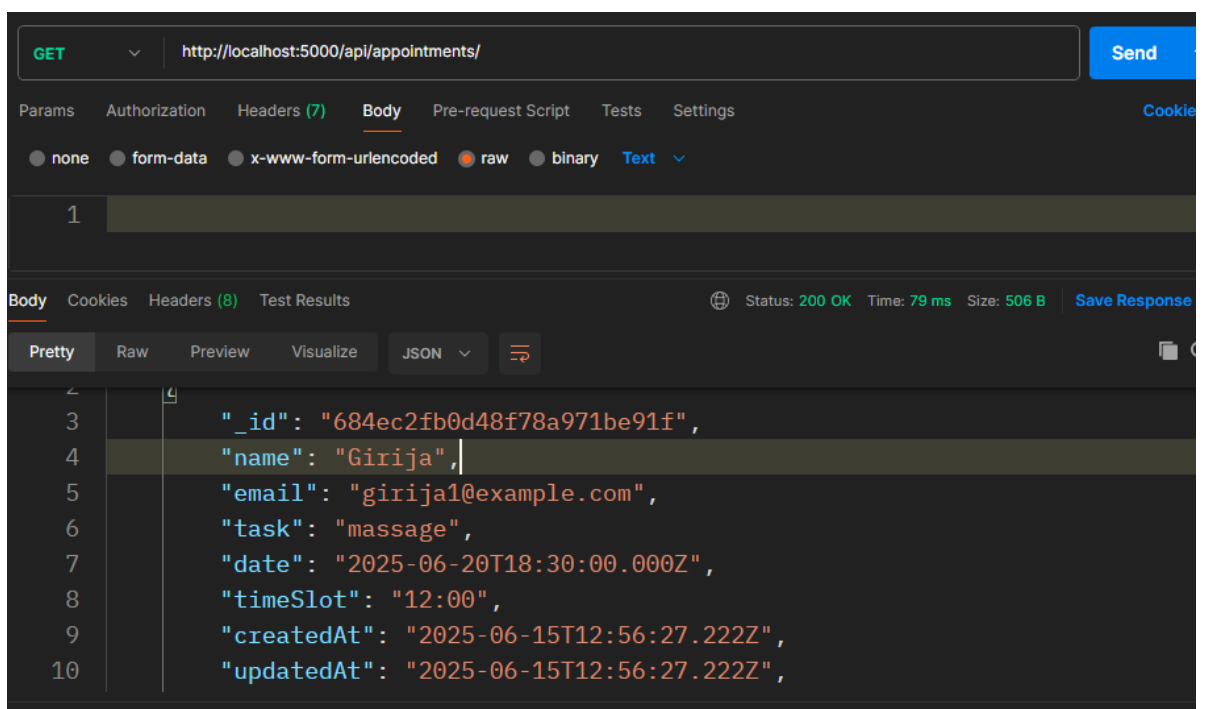 GET http://localhost:5000/api/appointments/ Send
Params Authorization Headers (7) Body Pre-request Script Tests Settings Cookie
none form-data x-www-form-urlencoded raw binary Text
1
Body Cookies Headers (8) Test Results Status: 200 OK Time: 79 ms Size: 506 B Save Response
Pretty Raw Preview Visualize JSON
2 {
3 "_id": "684ec2fb0d48f78a971be91f",
4 "name": "Girija",
5 "email": "girija1@example.com",
6 "task": "massage",
7 "date": "2025-06-20T18:30:00.000Z",
8 "timeSlot": "12:00",
9 "createdAt": "2025-06-15T12:56:27.222Z",
10 "updatedAt": "2025-06-15T12:56:27.222Z",